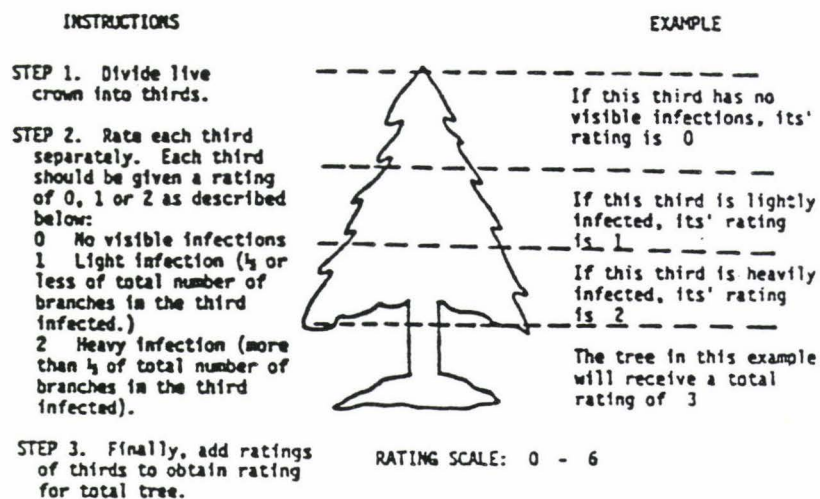 INSTRUCTIONS
STEP 1. Divide live
crown into thirds.
STEP 2. Rate each third
separately. Each third
should be given a rating
of 0, 1 or 2 as described
below:
0 No visible infections
1 Light infection (½ or
less of total number of
branches in the third
infected.)
2 Heavy infection (more
than ½ of total number of
branches in the third
infected).
STEP 3. Finally, add ratings
of thirds to obtain rating
for total tree.
EXAMPLE
If this third has no
visible infections, its'
rating is 0
If this third is lightly
infected, its' rating
is 1
If this third is heavily
infected, its' rating
is 2
The tree in this example
will receive a total
rating of 3
RATING SCALE: 0 - 6